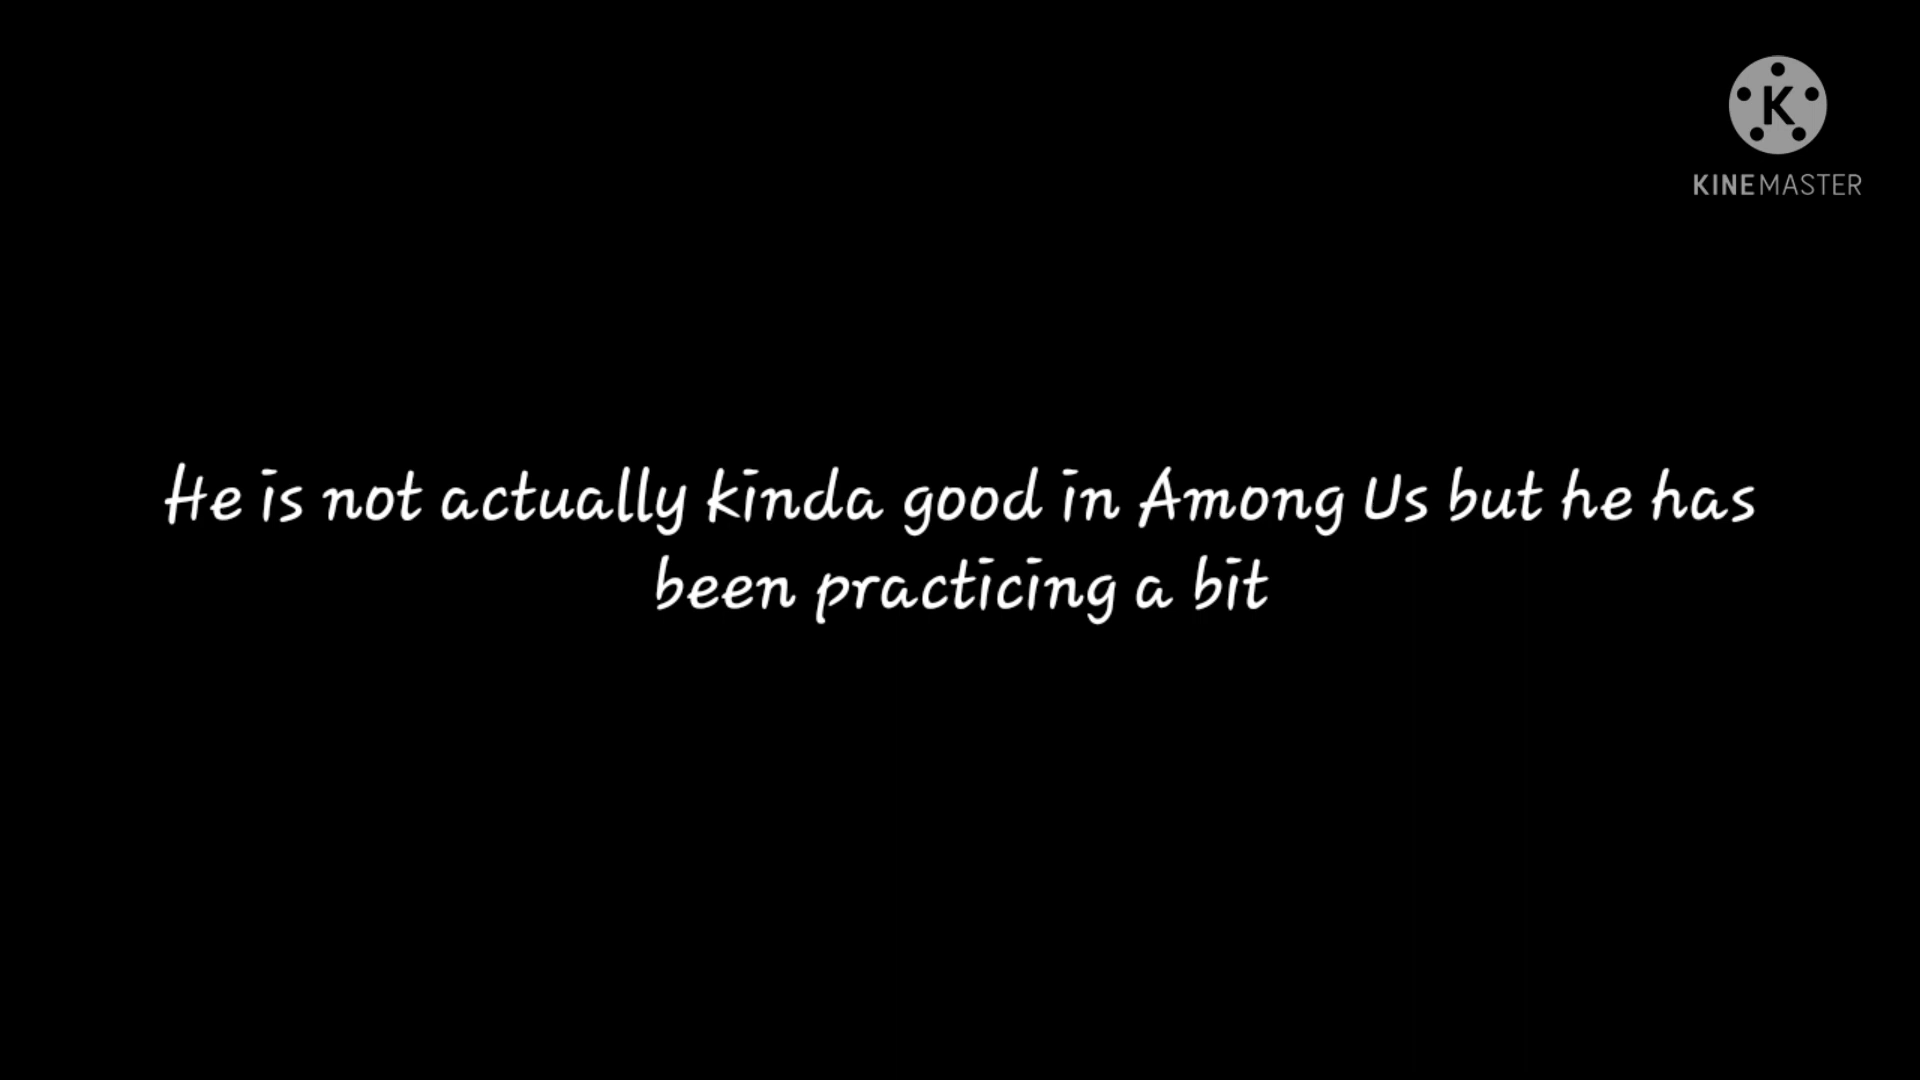 K
KINEMASTER
He is not actually kinda good in Among Us but he has
been practicing a bit